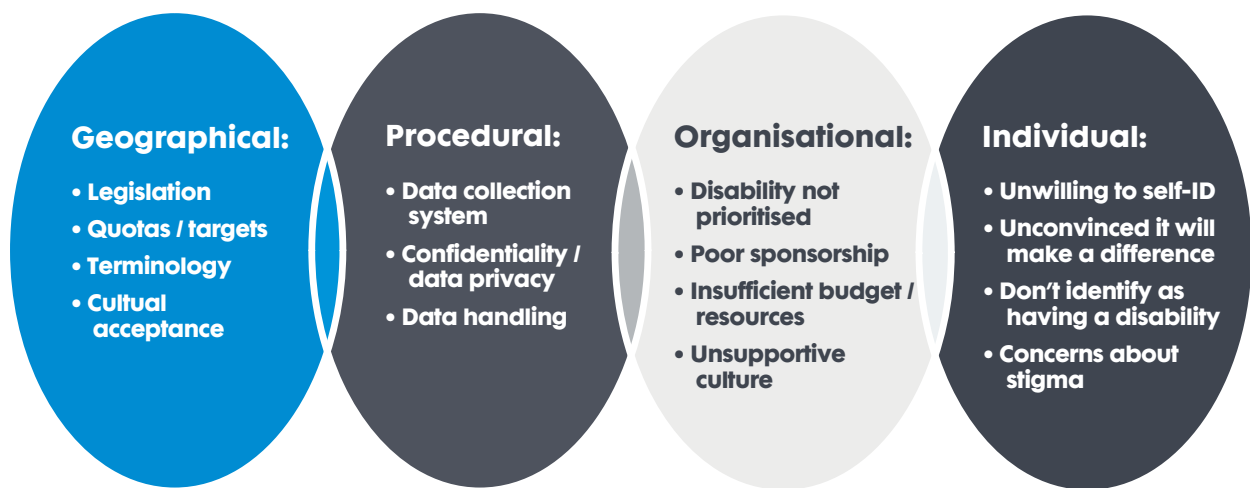 Geographical:
• Legislation
• Quotas / targets
• Terminology
• Cultual
acceptance
Procedural:
• Data collection
system
• Confidentiality /
data privacy
• Data handling
Organisational:
• Disability not
prioritised
• Poor sponsorship
• Insufficient budget /
resources
• Unsupportive
culture
Individual:
• Unwilling to self-ID
• Unconvinced it will
make a difference
• Don’t identify as
having a disability
• Concerns about
stigma